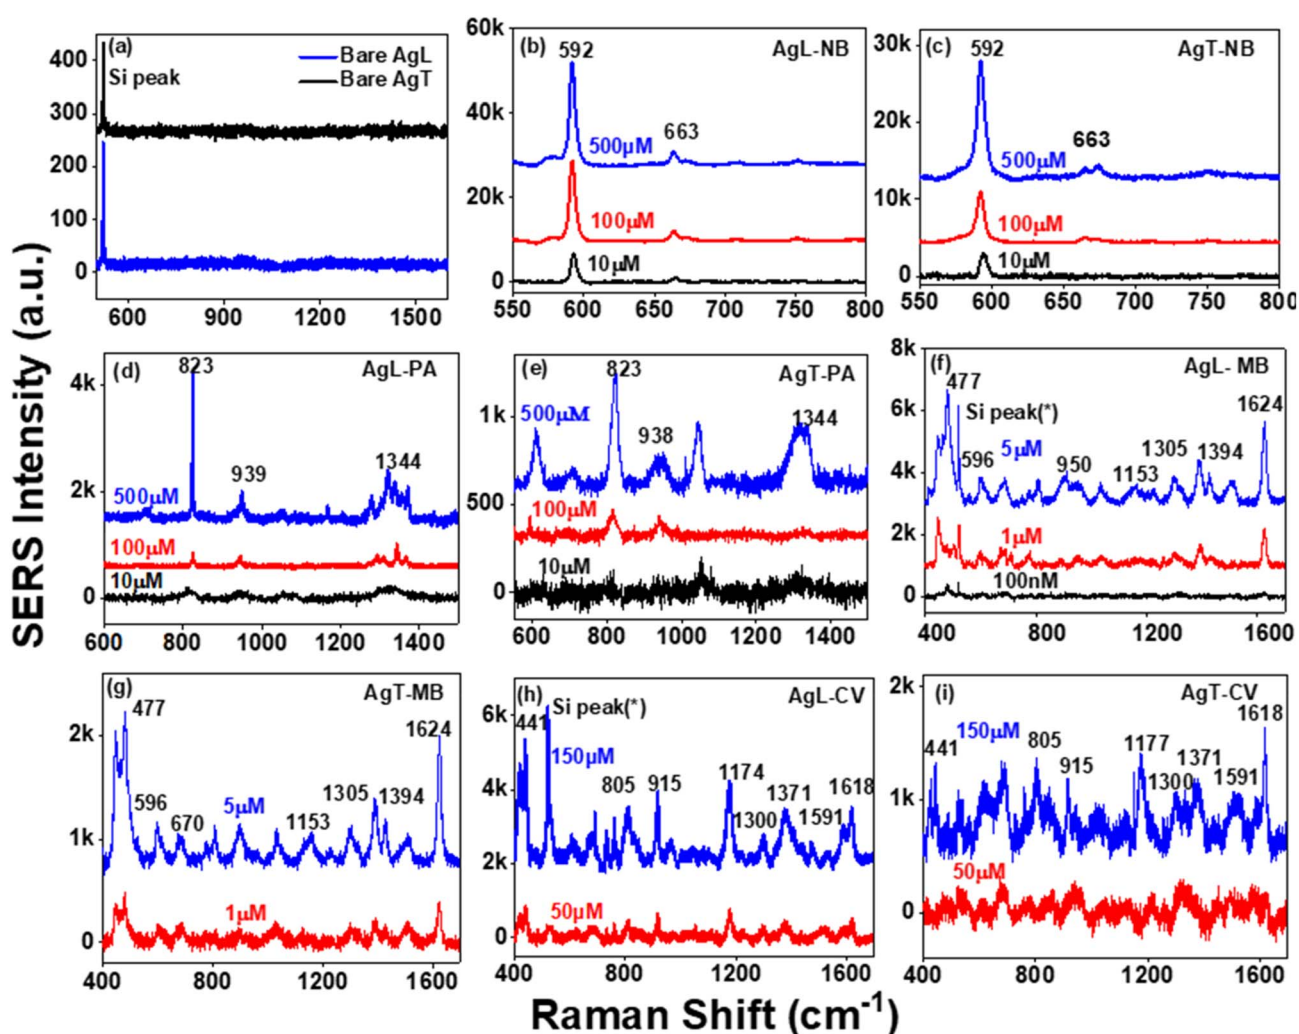 SERS Intensity (a.u.)
(a)
Bare AgL
Bare AgT
Si peak
400
300
200
100
0
600 900 1200 1500
(b)
AgL-NB
592
663
500µM
100µM
10µM
60k
40k
20k
0
550 600 650 700 750 800
(c)
AgT-NB
592
663
500µM
100µM
10µM
30k
20k
10k
0
550 600 650 700 750 800
(d)
AgL-PA
823
939
1344
500µM
100µM
10µM
4k
2k
0
600 800 1000 1200 1400
(e)
AgT-PA
823
938
1344
500µM
100µM
10µM
1k
500
0
600 800 1000 1200 1400
(f)
AgL- MB
477
Si peak(*)
596
5µM
950
1153
1305
1394
1624
1µM
100nM
8k
6k
4k
2k
0
400 800 1200 1600
(g)
AgT-MB
477
596
670
5µM
1153
1305
1394
1624
1µM
2k
1k
0
400 800 1200 1600
(h)
AgL-CV
441
Si peak(*)
150µM
805
915
1174
1300
1371
1591
1618
50µM
6k
4k
2k
0
400 800 1200 1600
(i)
AgT-CV
441
150µM
805
915
1177
1300
1371
1591
1618
50µM
2k
1k
0
400 800 1200 1600
Raman Shift (cm-1)